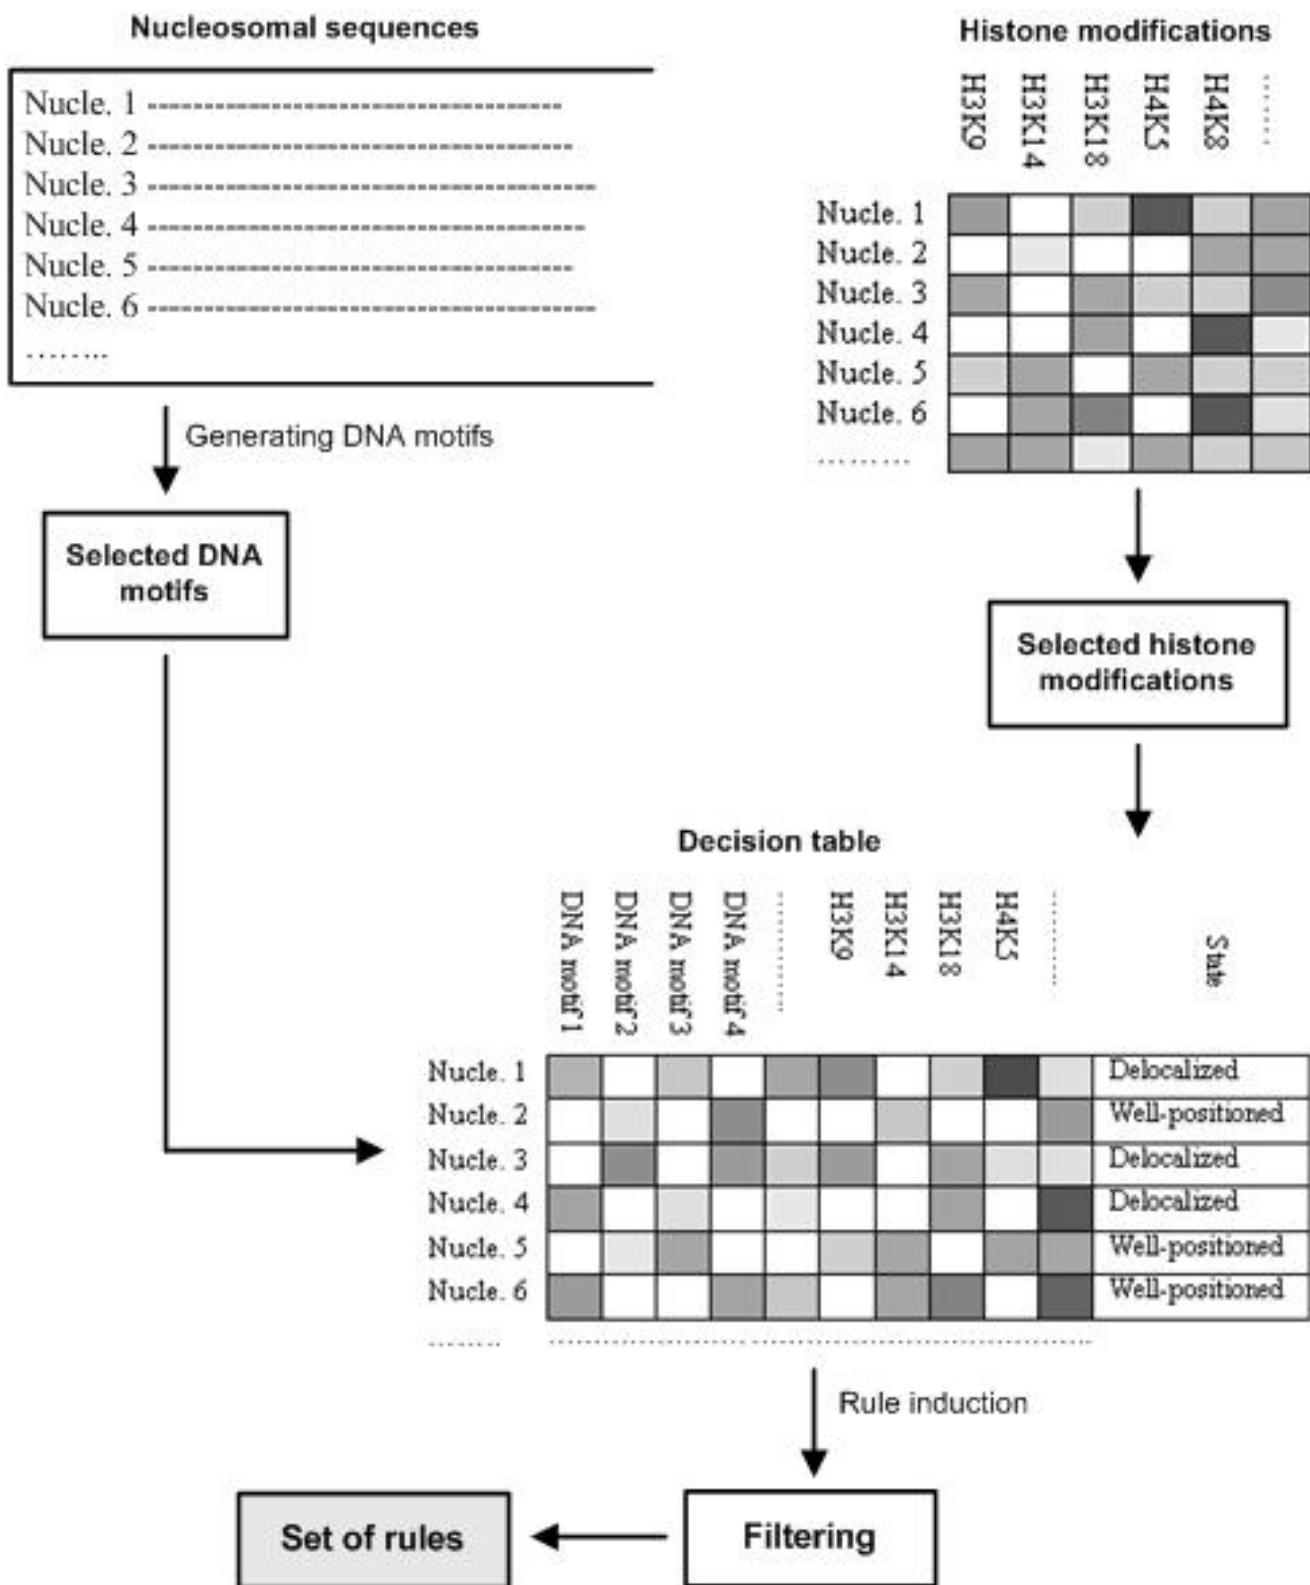 Nucleosomal sequences
Nucle. 1 -------------------------------------
Nucle. 2 --------------------------------------
Nucle. 3 ----------------------------------------
Nucle. 4 ---------------------------------------
Nucle. 5 --------------------------------------
Nucle. 6 ----------------------------------------
........
Generating DNA motifs
Selected DNA
motifs
Histone modifications
H3K9
H3K14
H3K18
H4K5
H4K8
.......
Nucle. 1
Nucle. 2
Nucle. 3
Nucle. 4
Nucle. 5
Nucle. 6
.........
Selected histone
modifications
Decision table
DNA motif 1
DNA motif 2
DNA motif 3
DNA motif 4
.........
H3K9
H3K14
H3K18
H4K5
.........
State
Nucle. 1 Delocalized
Nucle. 2 Well-positioned
Nucle. 3 Delocalized
Nucle. 4 Delocalized
Nucle. 5 Well-positioned
Nucle. 6 Well-positioned
........
Rule induction
Filtering
Set of rules